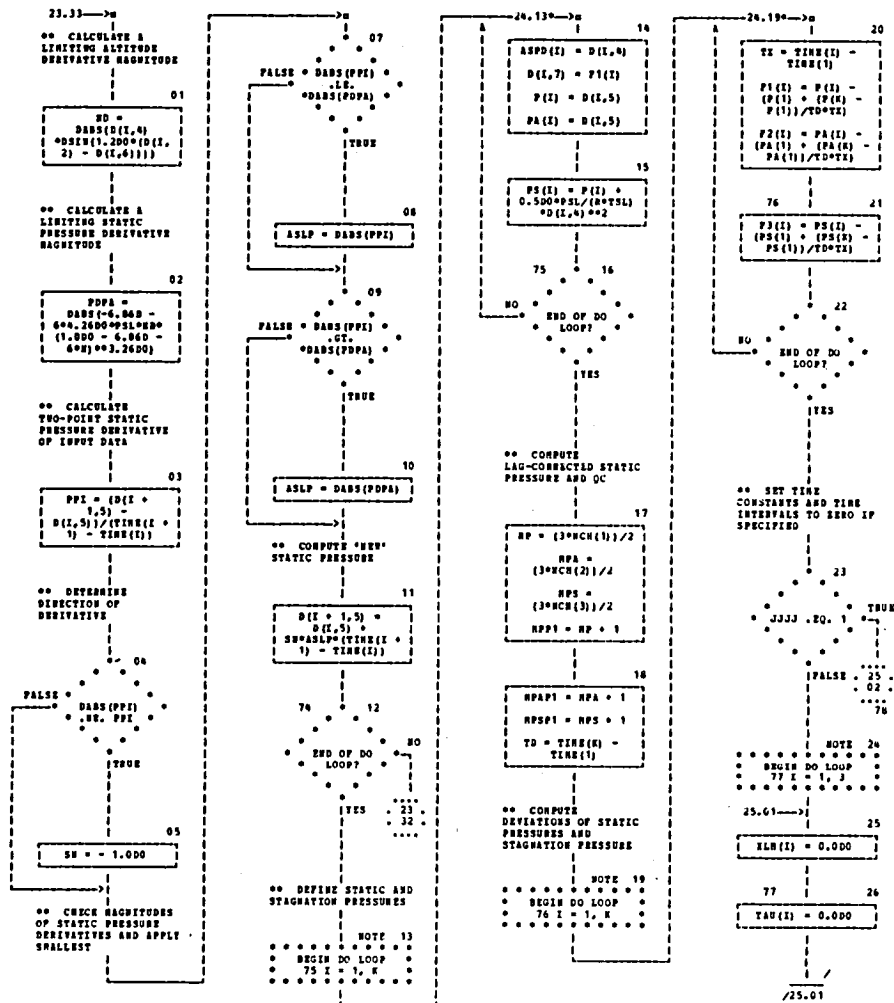 23.33
** CALCULATE A
LIMITING ALTITUDE
DERIVATIVE MAGNITUDE
01
HD =
DABS(D(I,4)
*DSIN(1.2D0*(D(I,
2) - D(I,6))))
** CALCULATE A
LIMITING STATIC
PRESSURE DERIVATIVE
MAGNITUDE
02
PDPA =
DABS(-6.86D -
6*4.26D0*PSL*HD*
(1.0D0 - 6.86D -
6*H)**3.26D0)
** CALCULATE
TWO-POINT STATIC
PRESSURE DERIVATIVE
OF INPUT DATA
03
PPI = (D(I +
1,5) -
D(I,5))/(TIME(I +
1) - TIME(I))
** DETERMINE
DIRECTION OF
DERIVATIVE
04
FALSE
DABS(PPI)
.NE. PPI
TRUE
05
SN = - 1.0D0
** CHECK MAGNITUDES
OF STATIC PRESSURE
DERIVATIVES AND APPLY
SMALLEST
07
FALSE
DABS(PPI)
.LE.
DABS(PDPA)
TRUE
08
ASLP = DABS(PPI)
09
FALSE
DABS(PPI)
.GT.
DABS(PDPA)
TRUE
10
ASLP = DABS(PDPA)
** COMPUTE 'NEW'
STATIC PRESSURE
11
D(I + 1,5) =
D(I,5) +
SN*ASLP*(TIME(I +
1) - TIME(I))
74 12
END OF DO
LOOP?
NO
23
32
YES
** DEFINE STATIC AND
STAGNATION PRESSURES
NOTE 13
BEGIN DO LOOP
75 I = 1, K
24.13*
14
ASPD(I) = D(I,4)
D(I,7) = P1(I)
P(I) = D(I,5)
PA(I) = D(I,5)
15
PS(I) = P(I) +
0.5D0*PSL/(R*TSL)
*D(I,4)**2
75 16
NO
END OF DO
LOOP?
YES
** COMPUTE
LAG-CONNECTED STATIC
PRESSURE AND QC
17
MP = (3*NCH(1))/2
MPA =
(3*NCH(2))/2
MPS =
(3*NCH(3))/2
MPP1 = MP + 1
18
MPAP1 = MPA + 1
MPSP1 = MPS + 1
TD = TIME(K) -
TIME(1)
** COMPUTE
DEVIATIONS OF STATIC
PRESSURES AND
STAGNATION PRESSURE
NOTE 19
BEGIN DO LOOP
76 I = 1, K
24.19*
20
TX = TIME(I) -
TIME(1)
P1(I) = P(I) -
(P(1) + (P(K) -
P(1))/TD*TX)
P2(I) = PA(I) -
(PA(1) + (PA(K) -
PA(1))/TD*TX)
76 21
P3(I) = PS(I) -
(PS(1) + (PS(K) -
PS(1))/TD*TX)
22
NO
END OF DO
LOOP?
YES
** SET TIME
CONSTANTS AND TIME
INTERVALS TO ZERO IF
SPECIFIED
23
JJJJ .EQ. 1
TRUE
25
02
78
FALSE
NOTE 24
BEGIN DO LOOP
77 I = 1, 3
25.01
25
XLM(I) = 0.0D0
77 26
TAU(I) = 0.0D0
/25.01